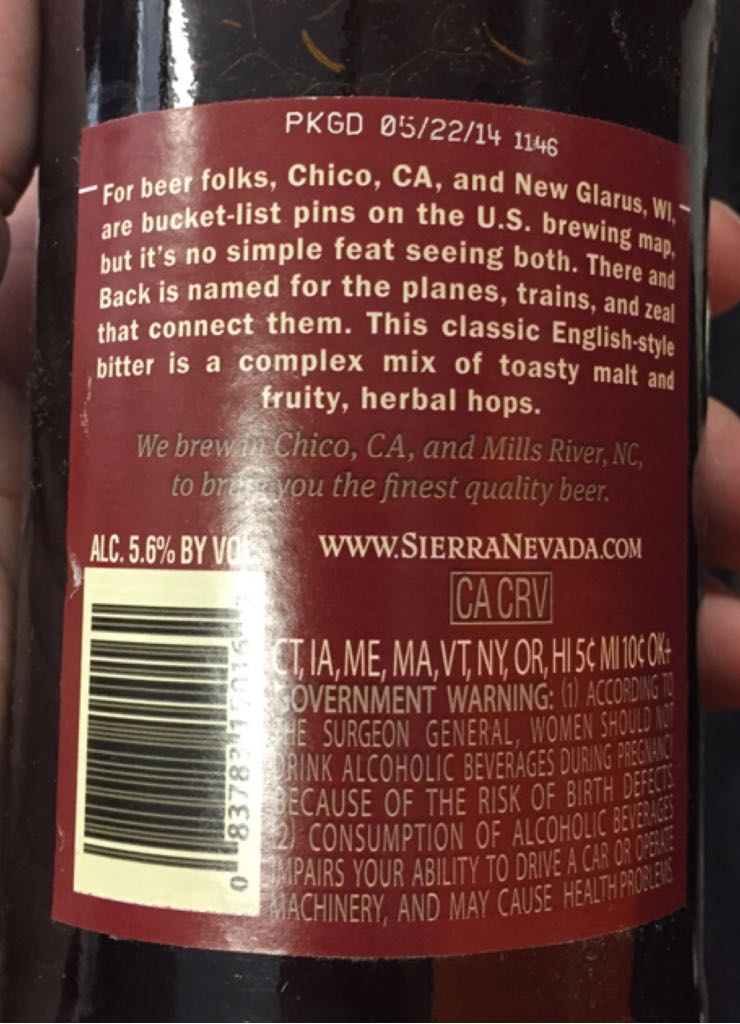 PKGD 05/22/14 1146
For beer folks, Chico, CA, and New Glarus, WI,
are bucket-list pins on the U.S. brewing map,
but it's no simple feat seeing both. There and
Back is named for the planes, trains, and zeal
that connect them. This classic English-style
bitter is a complex mix of toasty malt and
fruity, herbal hops.
We brew in Chico, CA, and Mills River, NC,
to bring you the finest quality beer.
ALC. 5.6% BY VOL. WWW.SIERRANEVADA.COM
CA CRV
CT, IA, ME, MA, VT, NY, OR, HI 5¢ MI 10¢ OK+
GOVERNMENT WARNING: (1) ACCORDING TO
THE SURGEON GENERAL, WOMEN SHOULD NOT
DRINK ALCOHOLIC BEVERAGES DURING PREGNANCY
BECAUSE OF THE RISK OF BIRTH DEFECTS.
(2) CONSUMPTION OF ALCOHOLIC BEVERAGES
IMPAIRS YOUR ABILITY TO DRIVE A CAR OR OPERATE
MACHINERY, AND MAY CAUSE HEALTH PROBLEMS.